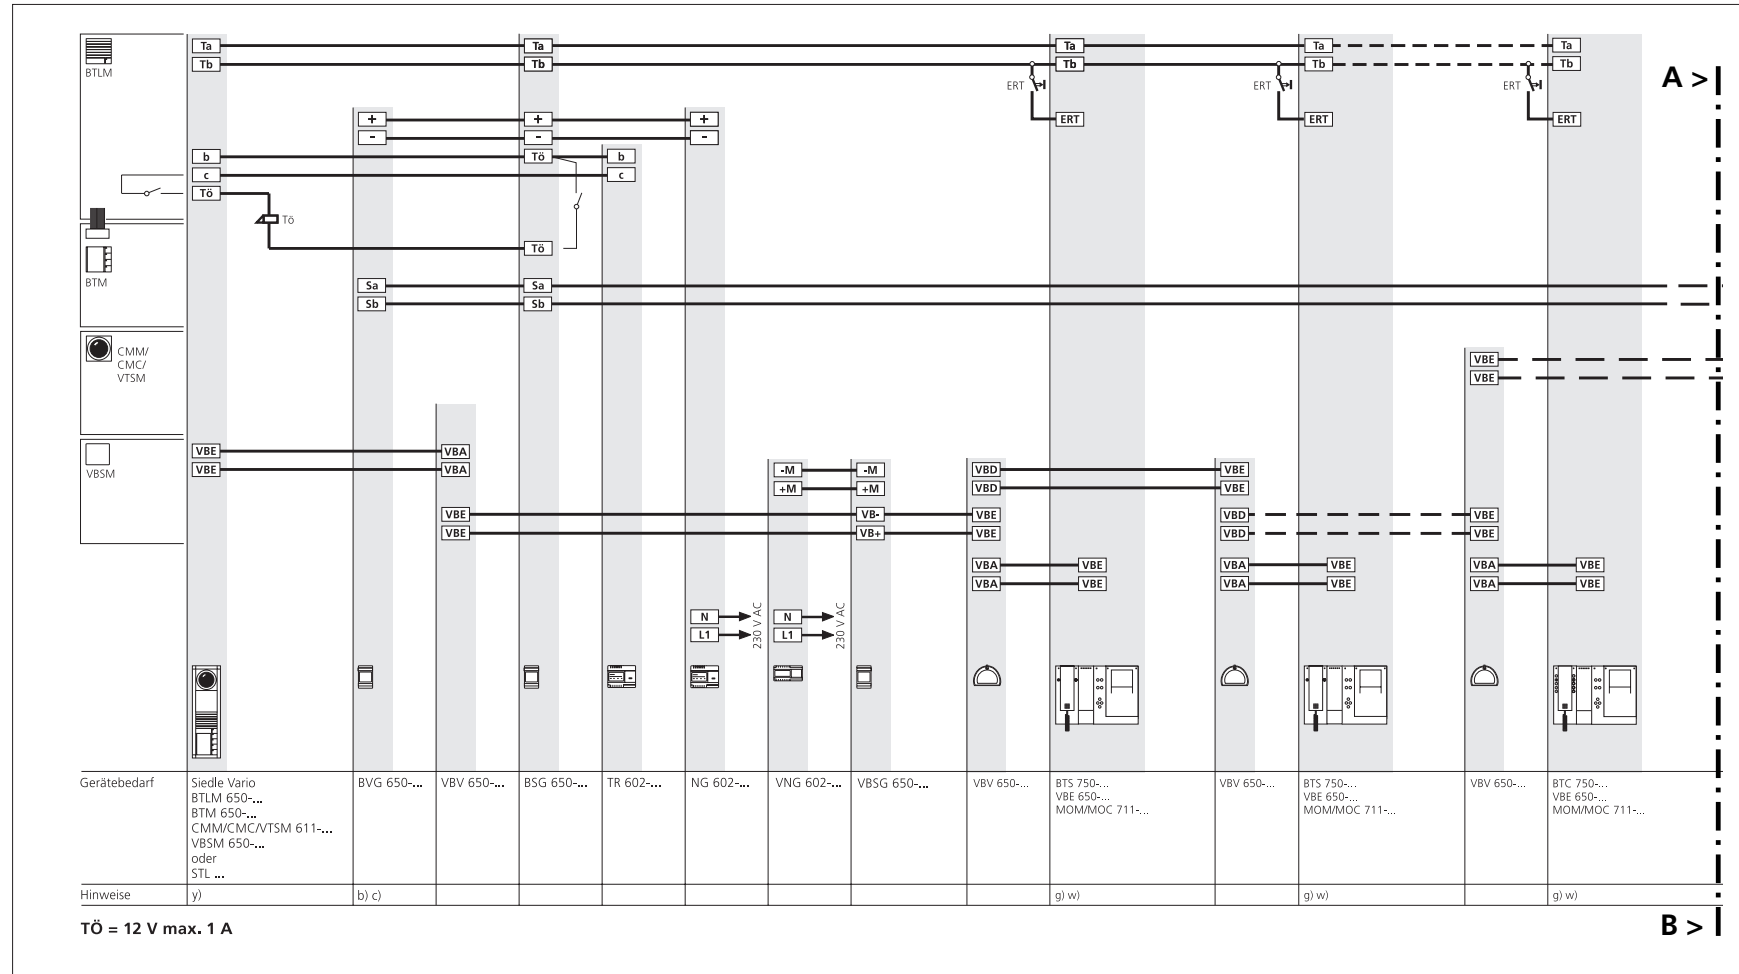 Ta Ta Ta Ta Ta
BTLM Tb Tb Tb Tb Tb
A >
ERT ERT ERT
+ + + ERT ERT ERT
- - -
b Tö b
c c
Tö
Tö
Tö
BTM
Sa Sa
Sb Sb
CMM/
CMC/
VTSM
VBE
VBE
VBE VBA
VBSM VBE VBA -M -M VBD VBE
+M +M VBD VBE
VBE VB- VBE VBD VBE
VBE VB+ VBE VBD VBE
VBA VBE VBA VBE VBA VBE
VBA VBE VBA VBE VBA VBE
N N
L1 L1
230 V AC 230 V AC
Gerätebedarf
Siedle Vario
BTLM 650-...
BTM 650-...
CMM/CMC/VTSM 611-...
VBSM 650-...
oder
STL ...
BVG 650-...
VBV 650-...
BSG 650-...
TR 602-...
NG 602-...
VNG 602-...
VBSG 650-...
VBV 650-...
BTS 750-...
VBE 650-...
MOM/MOC 711-...
VBV 650-...
BTS 750-...
VBE 650-...
MOM/MOC 711-...
VBV 650-...
BTC 750-...
VBE 650-...
MOM/MOC 711-...
Hinweise y) b) c) g) w) g) w) g) w)
TÖ = 12 V max. 1 A
B >